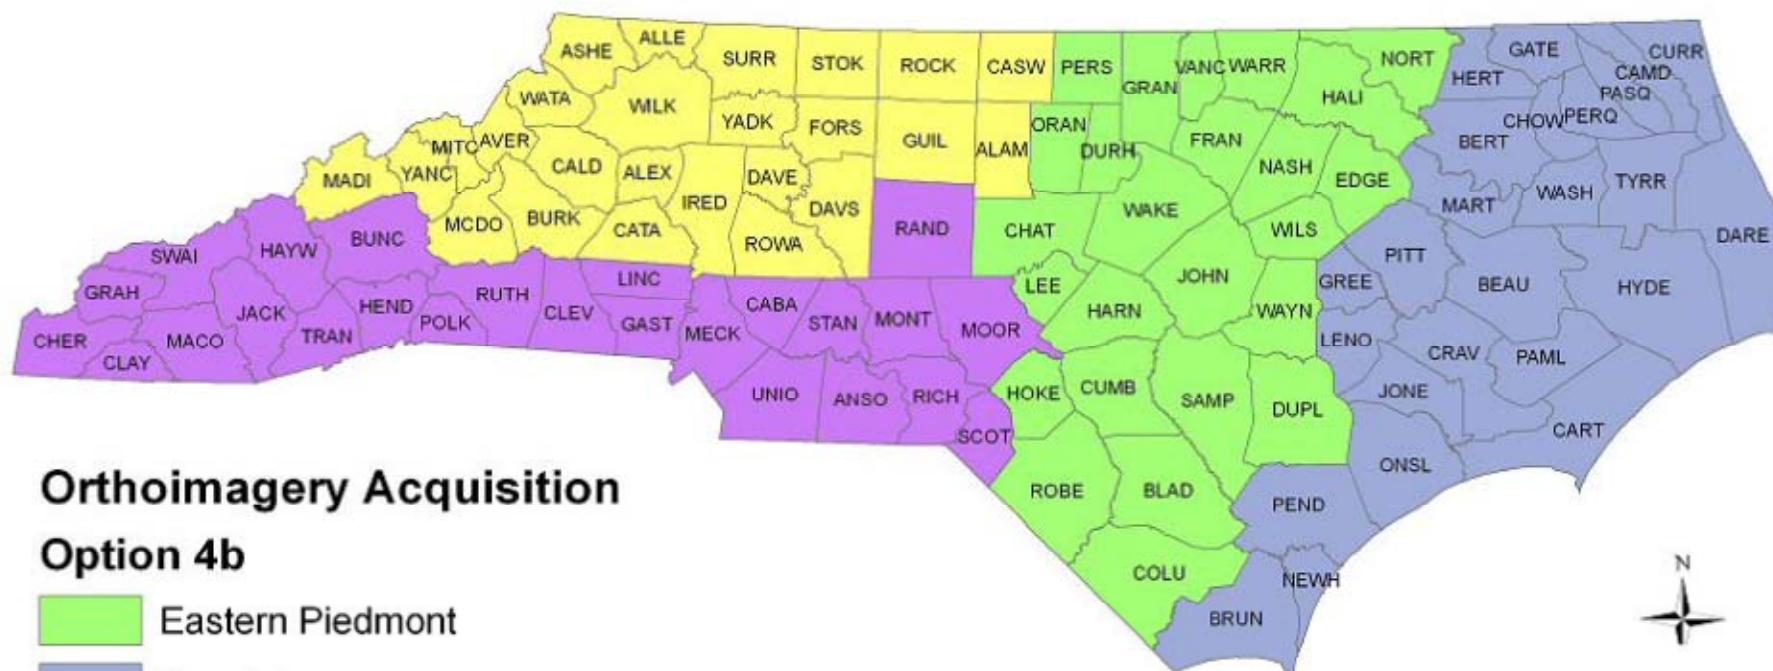 ASHE ALLE SURR STOK ROCK CASW PERS GRAN VANC WARR NORT HERT GATE CURR
CAMD
PASQ
WATA WILK YADK FORS GUIL ALAM ORAN DURH FRAN HALI BERT CHOW PERQ
MITC AVER CALD ALEX IRED DAVE NASH EDGE WASH TYRR
MADI YANC MCDO BURK CATA ROWA DAVS RAND CHAT WAKE WILS MART DARE
SWAI HAYW BUNC LINC LEE JOHN PITT
GRAH JACK HEND RUTH CABA HARN WAYN GREE BEAU HYDE
CHER MACO TRAN POLK CLEV GAST MECK STAN MONT MOOR LENO CRAV PAML
CLAY UNIO ANSO RICH HOKE CUMB SAMP DUPL JONE
SCOT CART
ROBE BLAD ONSL
PEND
COLU NEWH
BRUN
Orthoimagery Acquisition
Option 4b
Eastern Piedmont
N